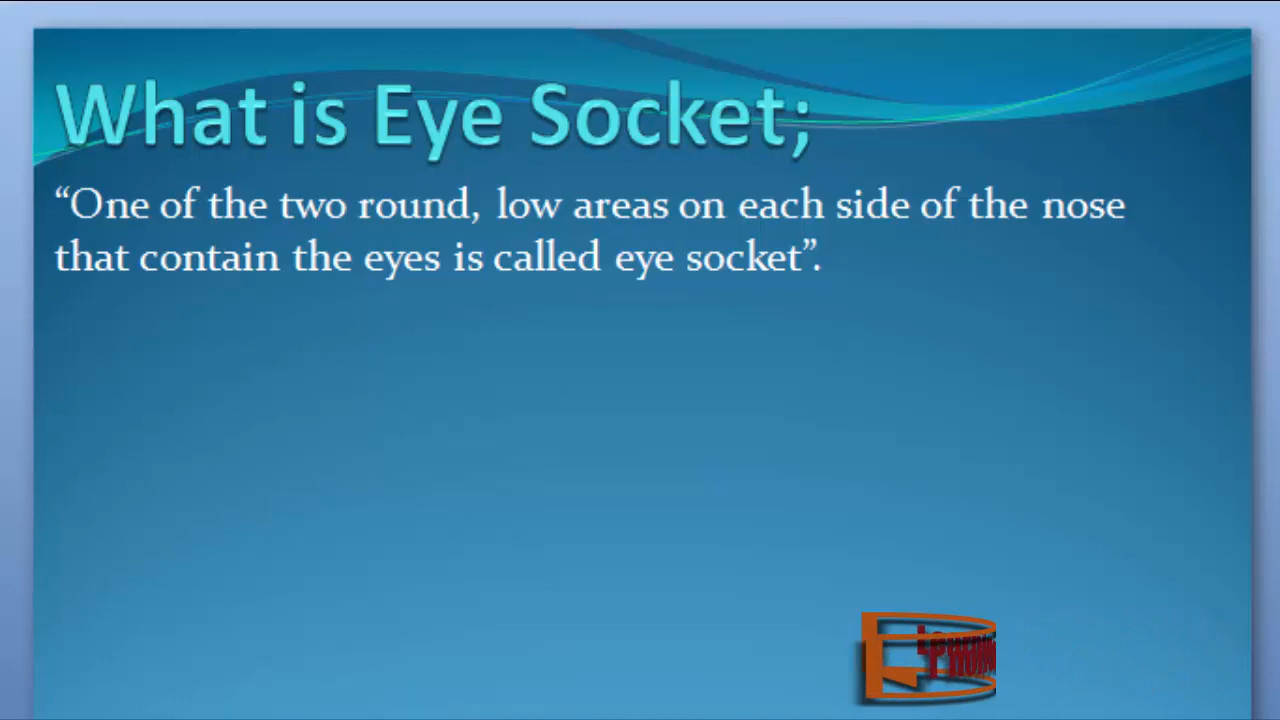 What is Eye Socket;
“One of the two round, low areas on each side of the nose
that contain the eyes is called eye socket”.